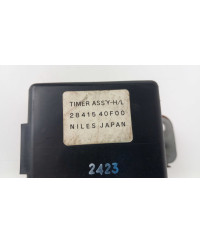 TIMER ASSY-H/L
28415 40F00
NILES JAPAN
2423